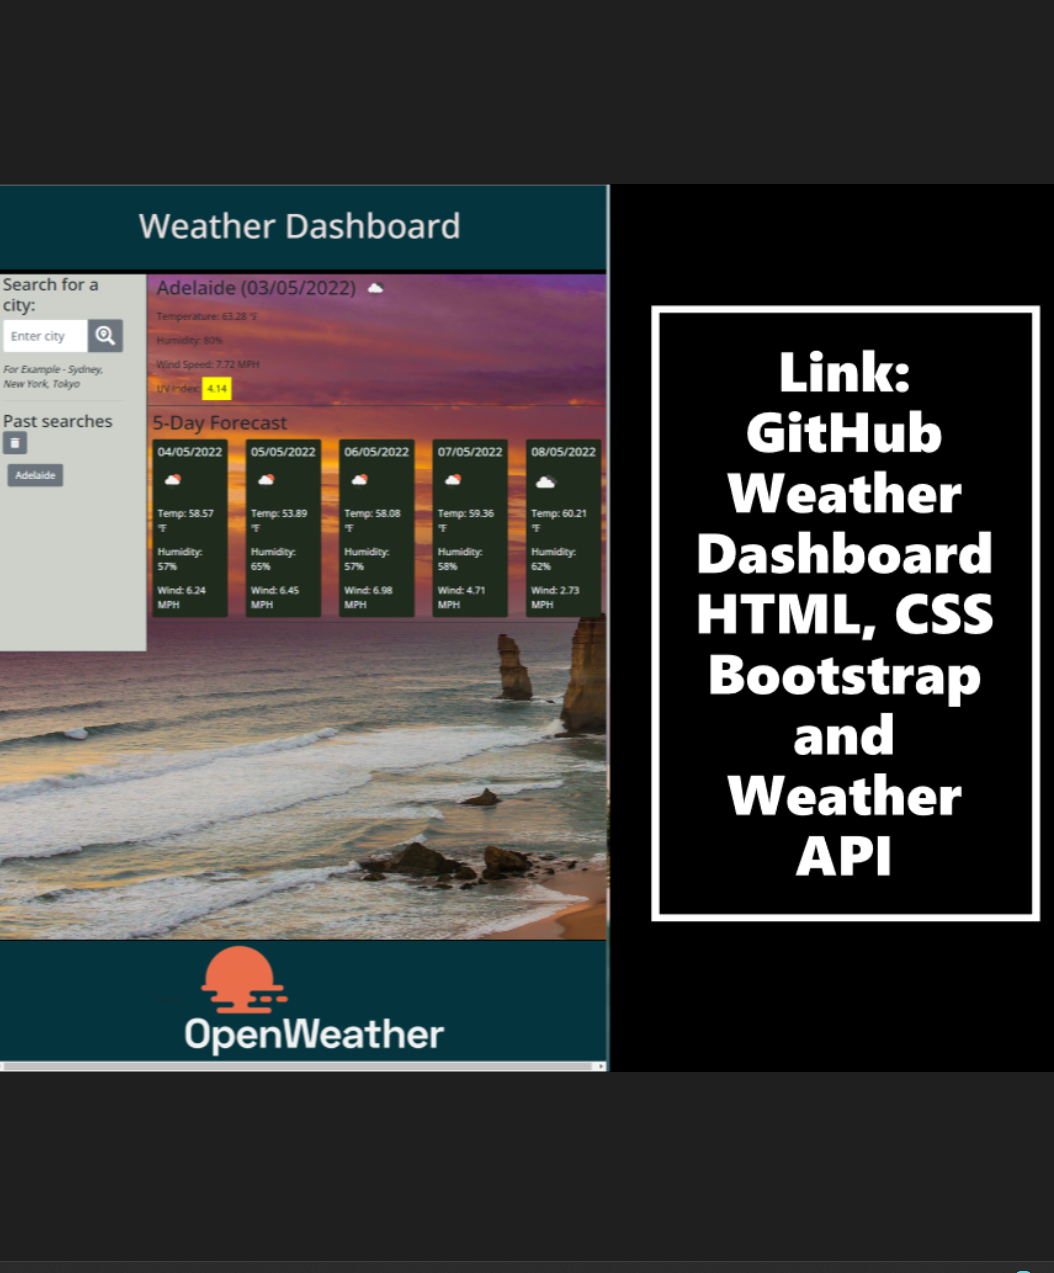 Weather Dashboard
Search for a
city:
Enter city
For Example - Sydney,
New York, Tokyo
Past searches
Adelaide
Adelaide (03/05/2022)
Temperature: 63.28 °F
Humidity: 80%
Wind Speed: 7.72 MPH
UV Index: 4.14
5-Day Forecast
04/05/2022
Temp: 58.57
°F
Humidity:
57%
Wind: 6.24
MPH
05/05/2022
Temp: 53.89
°F
Humidity:
65%
Wind: 6.45
MPH
06/05/2022
Temp: 58.08
°F
Humidity:
57%
Wind: 6.98
MPH
07/05/2022
Temp: 59.36
°F
Humidity:
58%
Wind: 4.71
MPH
08/05/2022
Temp: 60.21
°F
Humidity:
62%
Wind: 2.73
MPH
OpenWeather
Link:
GitHub
Weather
Dashboard
HTML, CSS
Bootstrap
and
Weather
API